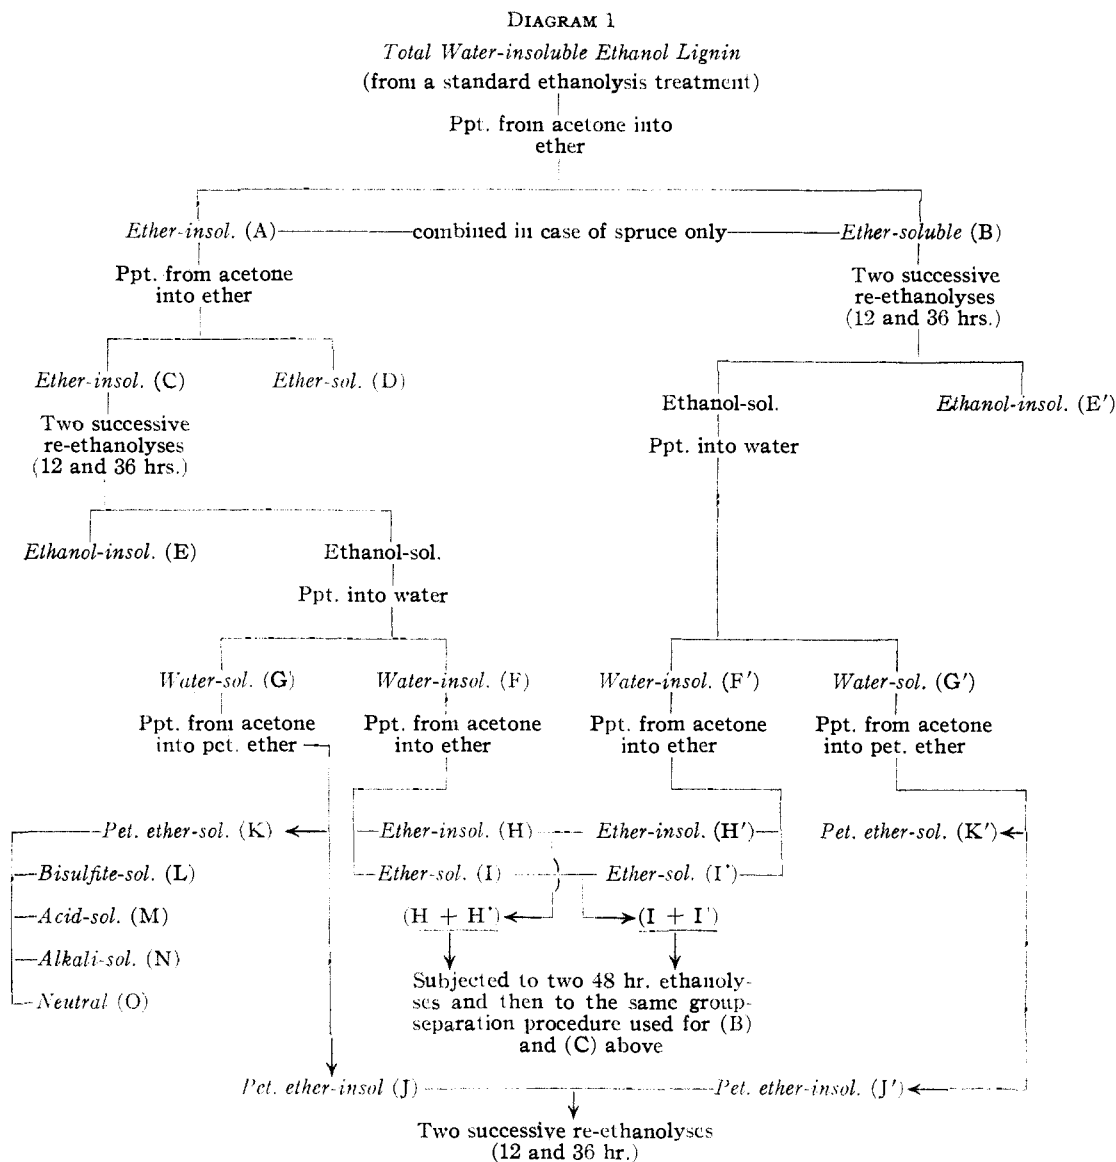 DIAGRAM 1
Total Water-insoluble Ethanol Lignin
(from a standard ethanolysis treatment)
Ppt. from acetone into
ether
Ether-insol. (A) combined in case of spruce only Ether-soluble (B)
Ppt. from acetone
into ether
Two successive
re-ethanolyses
(12 and 36 hrs.)
Ether-insol. (C) Ether-sol. (D)
Two successive
re-ethanolyses
(12 and 36 hrs.)
Ethanol-sol. Ethanol-insol. (E')
Ppt. into water
Ethanol-insol. (E) Ethanol-sol.
Ppt. into water
Water-sol. (G) Water-insol. (F) Water-insol. (F') Water-sol. (G')
Ppt. from acetone
into pet. ether
Ppt. from acetone
into ether
Ppt. from acetone
into ether
Ppt. from acetone
into pet. ether
Pet. ether-sol. (K) Ether-insol. (H) Ether-insol. (H') Pet. ether-sol. (K')
Bisulfite-sol. (L) Ether-sol. (I) Ether-sol. (I')
Acid-sol. (M) (H + H') (I + I')
Alkali-sol. (N)
Neutral (O)
Subjected to two 48 hr. ethanoly-
ses and then to the same group-
separation procedure used for (B)
and (C) above
Pet. ether-insol (J) Pet. ether-insol. (J')
Two successive re-ethanolyses
(12 and 36 hr.)